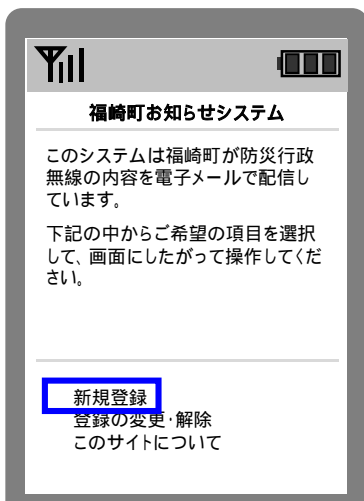 福崎町お知らせシステム
このシステムは福崎町が防災行政
無線の内容を電子メールで配信し
ています。
下記の中からご希望の項目を選択
して、画面にしたがって操作してくだ
さい。
新規登録
登録の変更・解除
このサイトについて